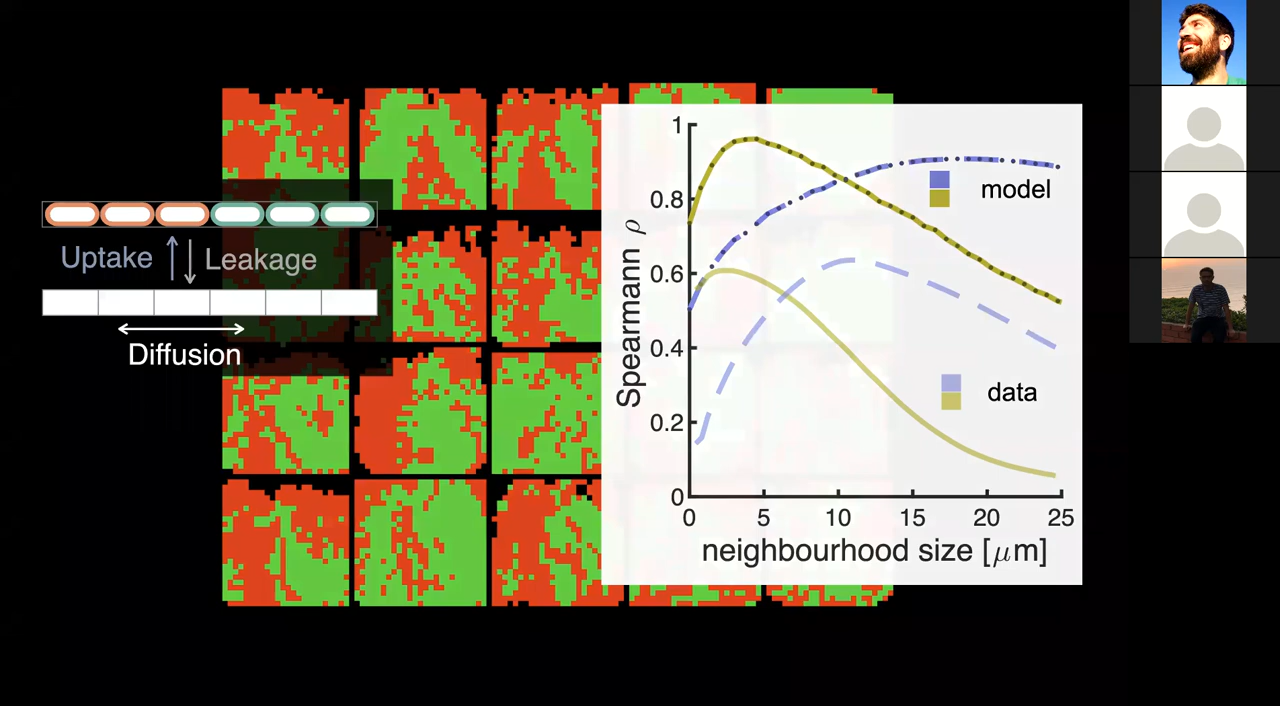 Uptake
Leakage
Diffusion
Spearmann ρ
1
0.8
0.6
0.4
0.2
0
0 5 10 15 20 25
neighbourhood size [μm]
model
data